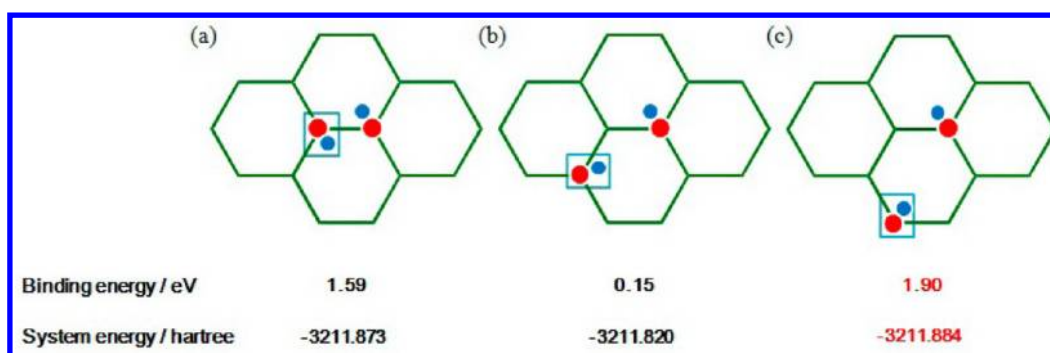 (a) (b) (c)
Binding energy / eV 1.59 0.15 1.90
System energy / hartree -3211.873 -3211.820 -3211.884